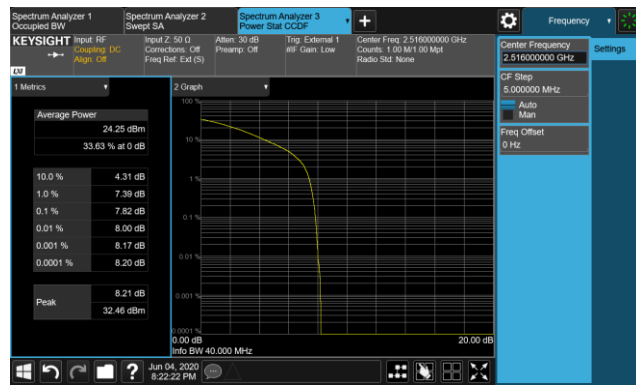 Spectrum Analyzer 1
Occupied BW
Spectrum Analyzer 2
Swept SA
Spectrum Analyzer 3
Power Stat CCDF
Frequency
KEYSIGHT
Input: RF
Coupling: DC
Align: Off
Input Z: 50 Ω
Corrections: Off
Freq Ref: Ext (S)
Atten: 30 dB
Preamp: Off
Trig: External 1
#IF Gain: Low
Center Freq: 2.516000000 GHz
Counts: 1.00 M/1.00 Mpt
Radio Std: None
LXI
Center Frequency
2.516000000 GHz
Settings
CF Step
5.000000 MHz
Auto
Man
Freq Offset
0 Hz
1 Metrics
2 Graph
Average Power
24.25 dBm
33.63 % at 0 dB
10.0 % 4.31 dB
1.0 % 7.39 dB
0.1 % 7.82 dB
0.01 % 8.00 dB
0.001 % 8.17 dB
0.0001 % 8.20 dB
Peak
8.21 dB
32.46 dBm
100 %
10 %
1 %
0.1 %
0.01 %
0.001 %
0.0001 %
0.00 dB
20.00 dB
Info BW 40.000 MHz
Jun 04, 2020
8:22:22 PM